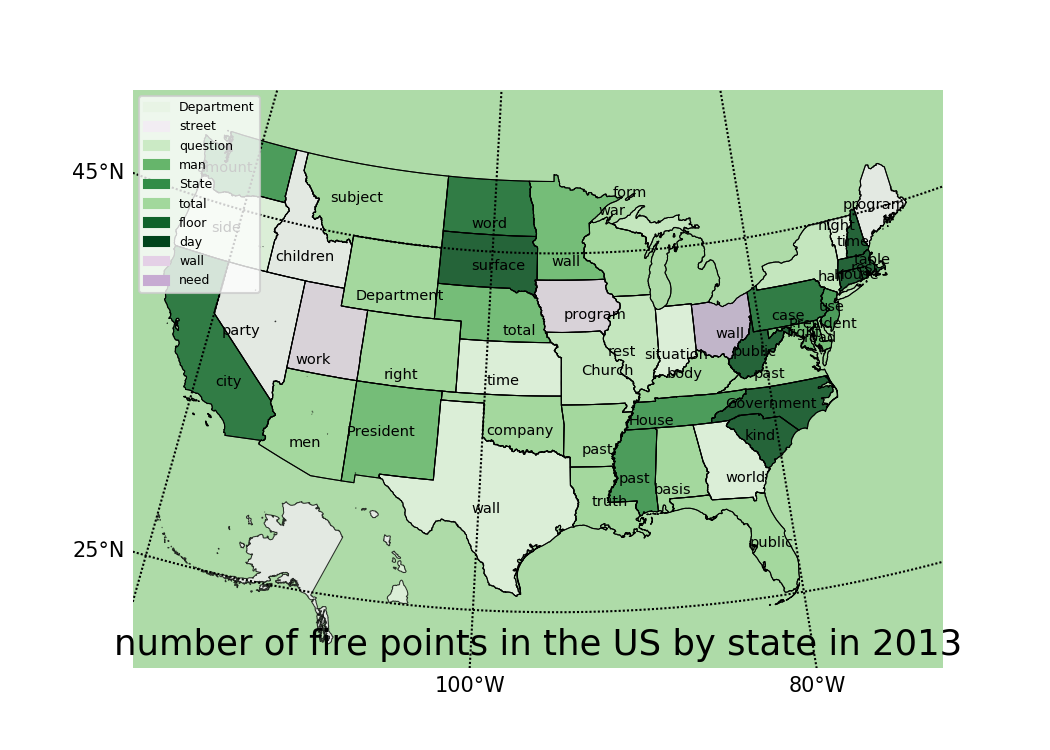 Department
street
question
man
State
total
floor
day
wall
need
45°N
25°N
100°W
80°W
amount
side
subject
word
form
war
program
night
time
table
children
surface
wall
house
hall
Department
program
use
case
President
party
total
wall
road
work
rest
situation
public
right
time
Church
body
past
city
Government
President
company
House
kind
men
past
past
world
basis
wall
truth
public
number of fire points in the US by state in 2013